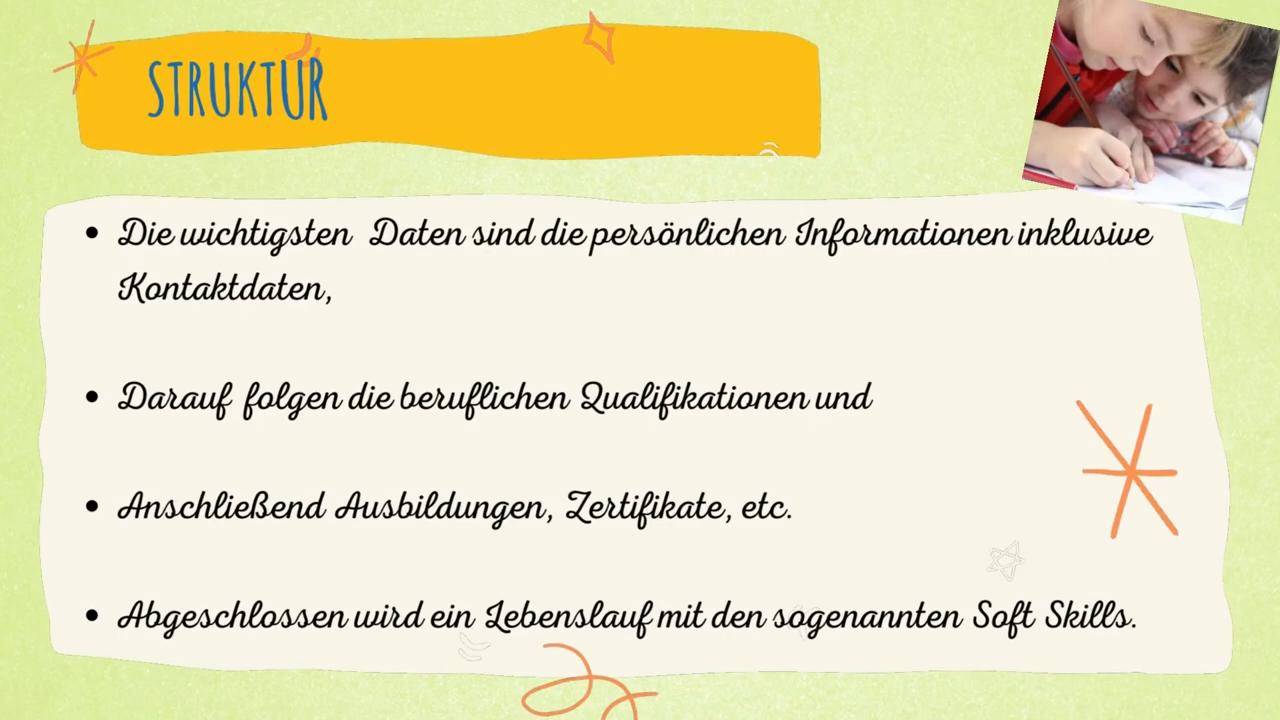 STRUKTUR
• Die wichtigsten Daten sind die persönlichen Informationen inklusive
Kontaktdaten,
• Darauf folgen die beruflichen Qualifikationen und
• Anschließend Ausbildungen, Zertifikate, etc.
• Abgeschlossen wird ein Lebenslauf mit den sogenannten Soft Skills.